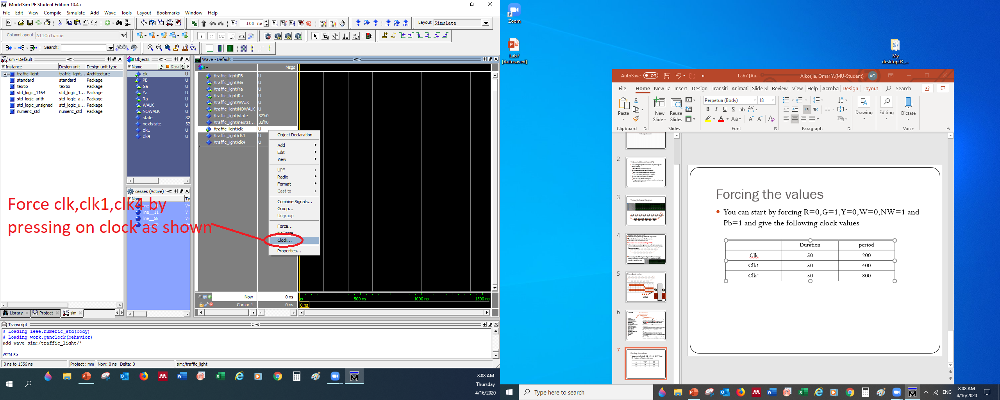 ModelSim PE Student Edition 10.4a
File Edit View Compile Simulate Add Wave Tools Layout Bookmarks Window Help
100 ns
Layout Simulate
ColumnLayout AllColumns
Search:
sim - Default
Instance Design unit Design unit type
traffic_light traffic_light... Architecture
standard standard Package
textio textio Package
std_logic_1164 std_logic_1... Package
std_logic_arith std_logic_a... Package
std_logic_unsigned std_logic_u... Package
numeric_std numeric_std Package
Library Project sim
Objects
Name Now
clk U
PB U
Ga U
Ya U
Ra U
WALK U
NOWALK U
state 32
nextstate 32
clk1 U
clk4 U
cesses (Active)
Name Ty
line__11 VH
line__68 VH
Force clk,clk1,clk4 by
pressing on clock as shown
Wave - Default
Msgs
/traffic_light/PB U
/traffic_light/Ga U
/traffic_light/Ya U
/traffic_light/Ra U
/traffic_light/WALK U
/traffic_light/NOWALK U
/traffic_light/state 32'h0
/traffic_light/nextst... 32'h0
/traffic_light/clk U
/traffic_light/clk1 U
/traffic_light/clk4 U
Object Declaration
Add
Edit
View
UPF
Radix
Format
Cast to
Combine Signals...
Group...
Ungroup
Force...
NoForce
Clock...
Properties...
Now 0 ns
Cursor 1 0 ns
ns 500 ns 1000 ns 1500 ns
0 ns
Transcript
# Loading ieee.numeric_std(body)
# Loading work.genclock(behavior)
add wave sim:/traffic_light/*
VSIM 5>
0 ns to 1556 ns Project : mm Now: 0 ns Delta: 0 sim:/traffic_light
8:08 AM
Thursday
4/16/2020
Zoom
Lab7
[Autosaved]
My
desktop03_...
AutoSave Off Lab7 [Au... Alkorjia, Omar Y.(MU-Student) AO
File Home New Ta Insert Design Transiti Animati Slide Sl Review View Help Acroba Design Layout Search
Perpetua (Body) 18
Paste
New
Slide
Reuse
Slides
Drawing
Editing
Dictate
Clipboard Slides Font Paragraph Voice
2
The control specifications
3
Timing & State Diagram
4
5
More Explanation
6
7
Forcing the values
Forcing the values
You can start by forcing R=0,G=1,Y=0,W=0,NW=1 and
Pb=1 and give the following clock values
Duration period
Clk 50 200
Clk1 50 400
Clk4 50 800
Type here to search
ENG
8:08 AM
4/16/2020